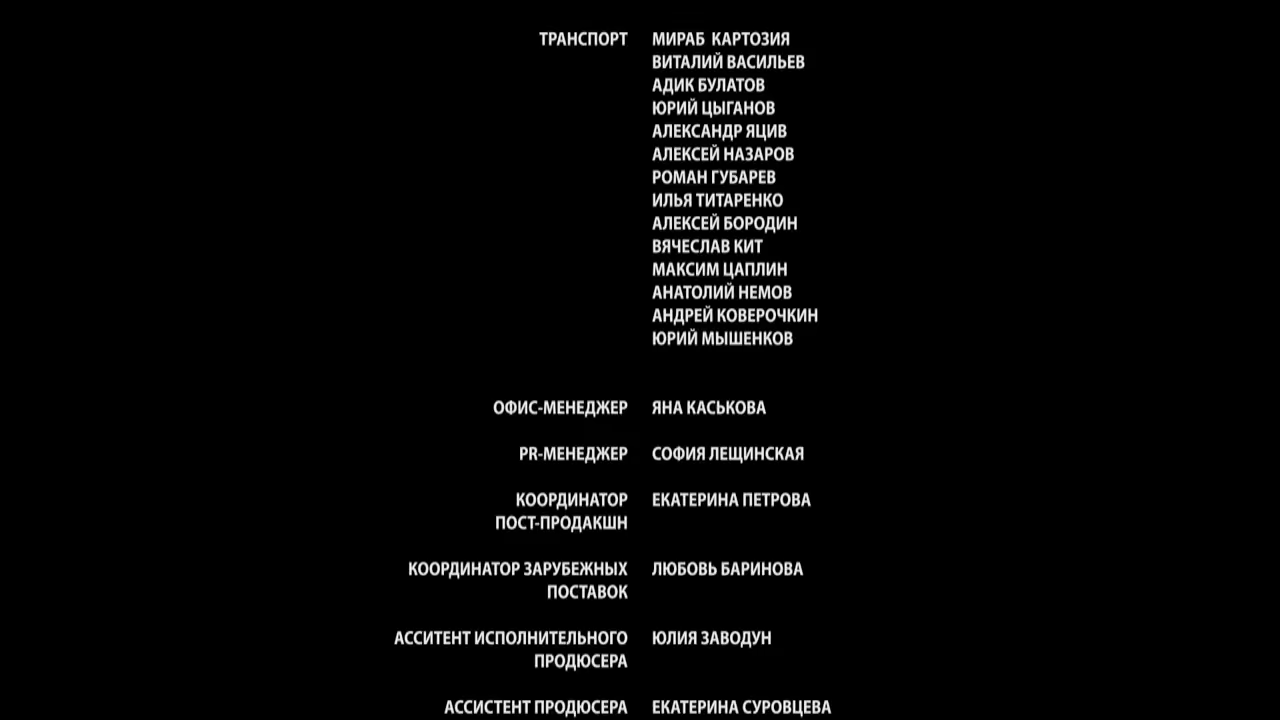 ТРАНСПОРТ МИРАБ КАРТОЗИЯ
ВИТАЛИЙ ВАСИЛЬЕВ
АДИК БУЛАТОВ
ЮРИЙ ЦЫГАНОВ
АЛЕКСАНДР ЯЦИВ
АЛЕКСЕЙ НАЗАРОВ
РОМАН ГУБАРЕВ
ИЛЬЯ ТИТАРЕНКО
АЛЕКСЕЙ БОРОДИН
ВЯЧЕСЛАВ КИТ
МАКСИМ ЦАПЛИН
АНАТОЛИЙ НЕМОВ
АНДРЕЙ КОВЕРОЧКИН
ЮРИЙ МЫШЕНКОВ
ОФИС-МЕНЕДЖЕР ЯНА КАСЬКОВА
PR-МЕНЕДЖЕР СОФИЯ ЛЕЩИНСКАЯ
КООРДИНАТОР ЕКАТЕРИНА ПЕТРОВА
ПОСТ-ПРОДАКШН
КООРДИНАТОР ЗАРУБЕЖНЫХ ЛЮБОВЬ БАРИНОВА
ПОСТАВОК
АССИТЕНТ ИСПОЛНИТЕЛЬНОГО ЮЛИЯ ЗАВОДУН
ПРОДЮСЕРА
АССИСТЕНТ ПРОДЮСЕРА ЕКАТЕРИНА СУРОВЦЕВА